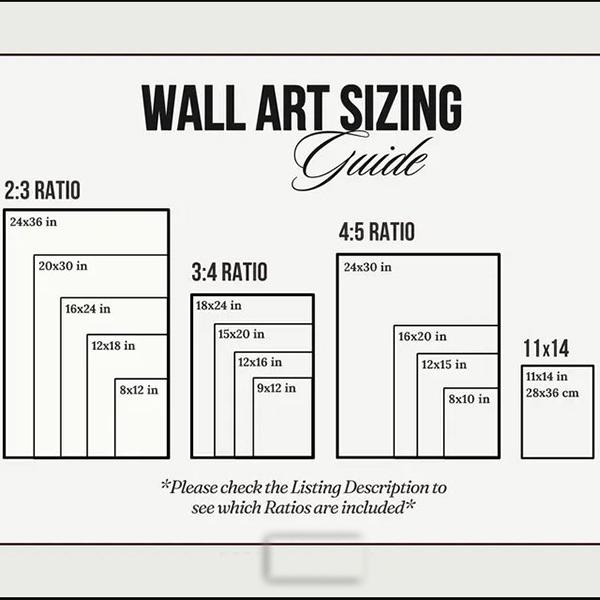 WALL ART SIZING
Guide
2:3 RATIO
24x36 in
20x30 in
16x24 in
12x18 in
8x12 in
3:4 RATIO
18x24 in
15x20 in
12x16 in
9x12 in
4:5 RATIO
24x30 in
16x20 in
12x15 in
8x10 in
11x14
11x14 in
28x36 cm
*Please check the Listing Description to
see which Ratios are included*